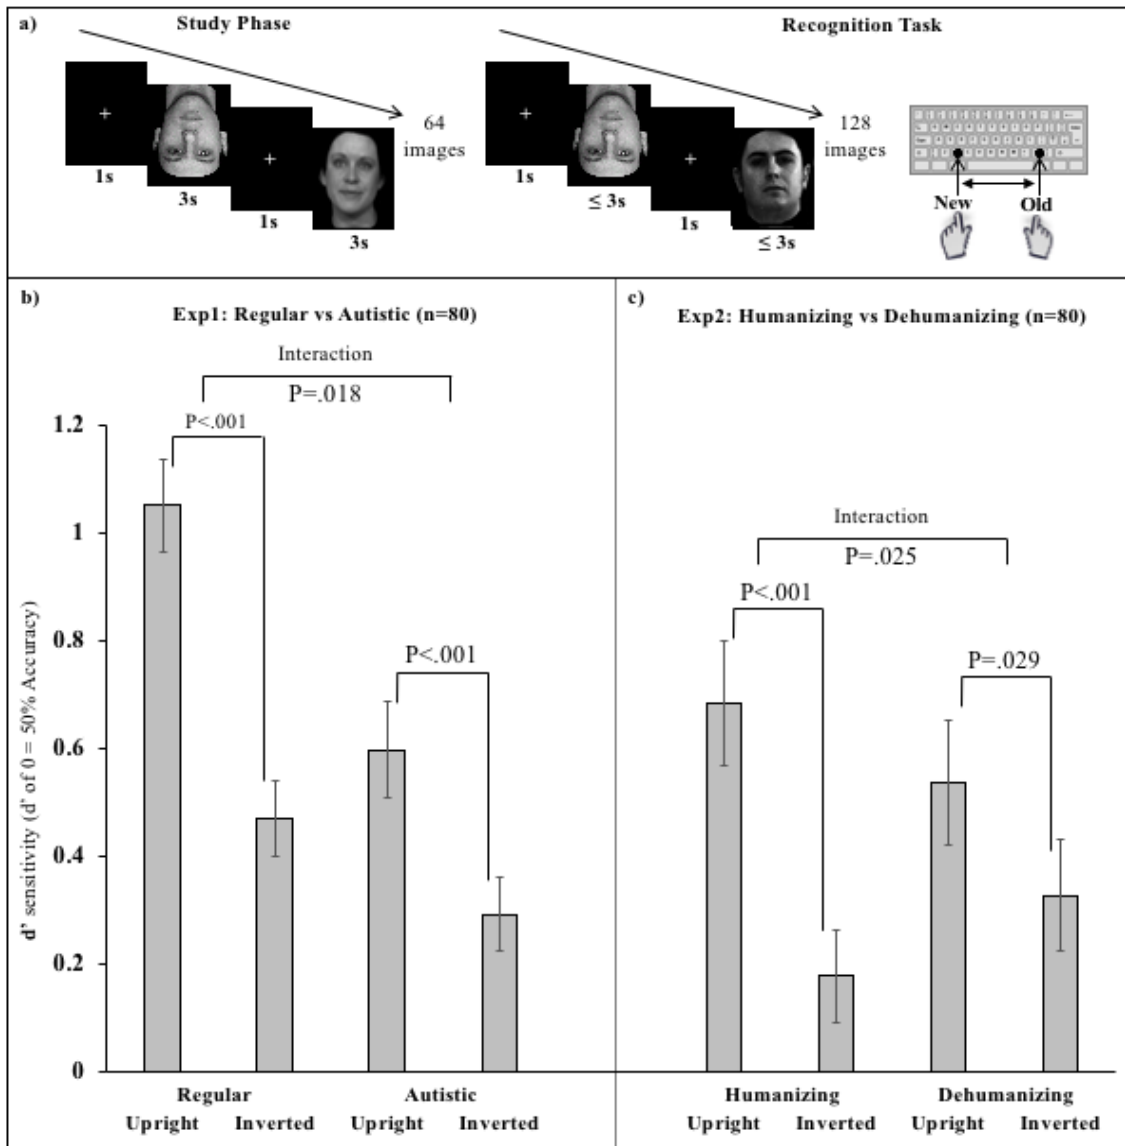 a)
Study Phase
Recognition Task
64
images
1s
3s
1s
3s
128
images
1s
≤ 3s
1s
≤ 3s
New
Old
b)
Exp1: Regular vs Autistic (n=80)
Interaction
P=.018
P<.001
P<.001
1.2
1
0.8
0.6
0.4
0.2
0
d' sensitivity (d' of 0 = 50% Accuracy)
Regular
Autistic
Upright
Inverted
Upright
Inverted
c)
Exp2: Humanizing vs Dehumanizing (n=80)
Interaction
P=.025
P<.001
P=.029
Humanizing
Dehumanizing
Upright
Inverted
Upright
Inverted